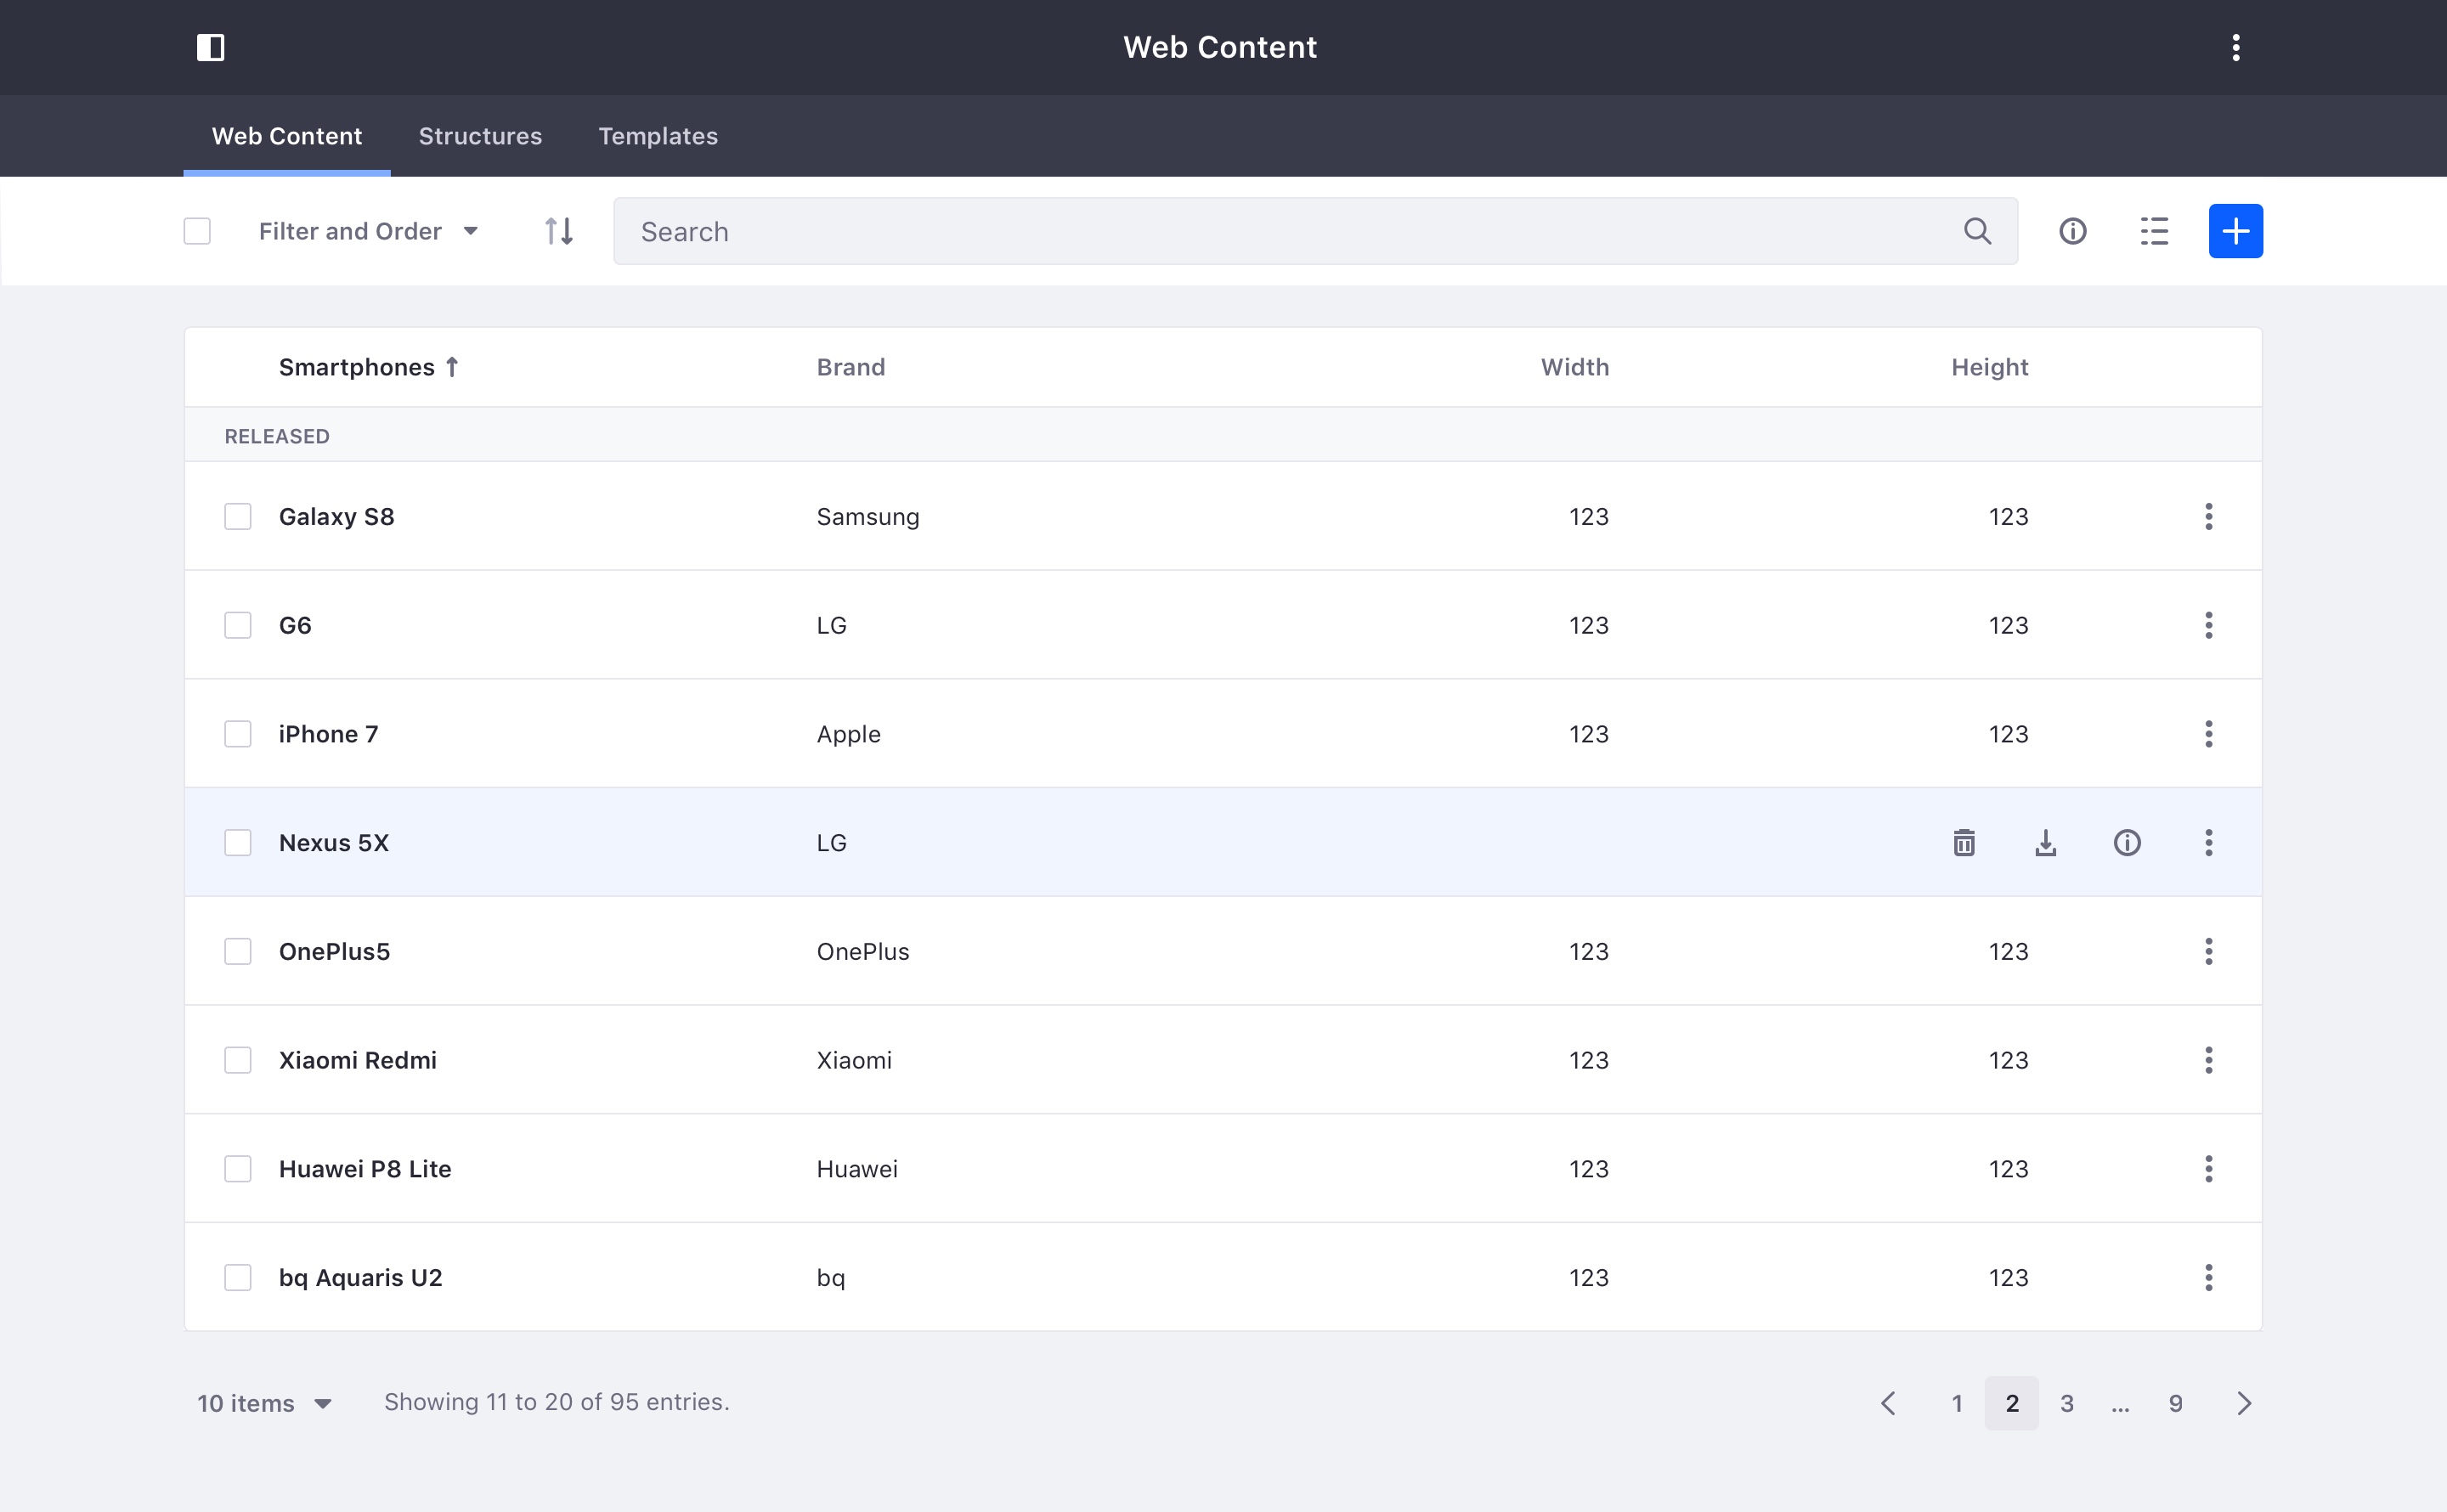 Web Content
Web Content Structures Templates
Filter and Order Search
Smartphones Brand Width Height
RELEASED
Galaxy S8 Samsung 123 123
G6 LG 123 123
iPhone 7 Apple 123 123
Nexus 5X LG
OnePlus5 OnePlus 123 123
Xiaomi Redmi Xiaomi 123 123
Huawei P8 Lite Huawei 123 123
bq Aquaris U2 bq 123 123
10 items Showing 11 to 20 of 95 entries. 1 2 3 ... 9